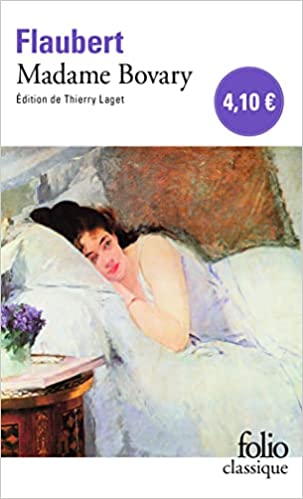 Flaubert
Madame Bovary
Édition de Thierry Laget
4,10 €
folio
classique